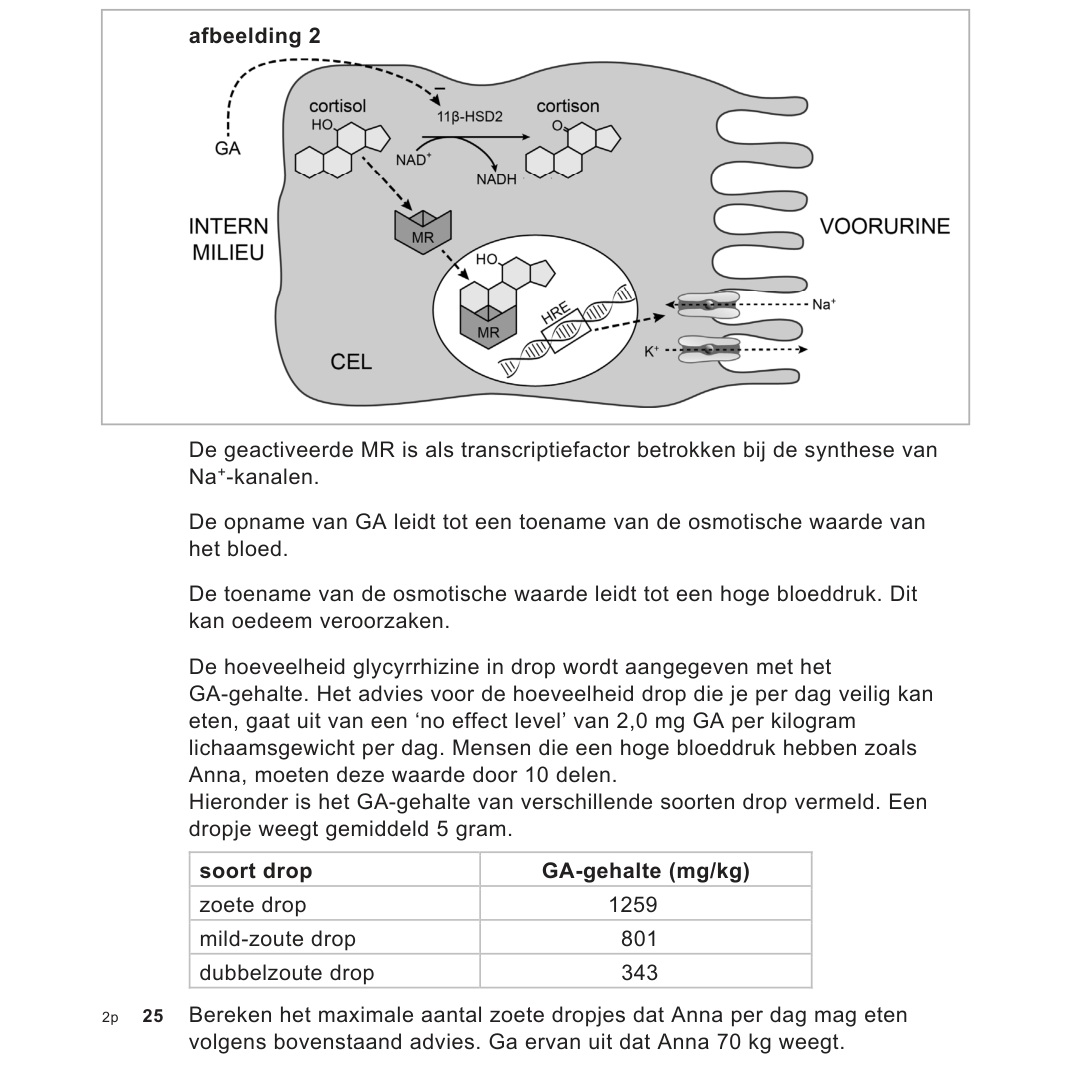 afbeelding 2
cortisol
HO
11β-HSD2
cortison
O
GA
NAD⁺
NADH
INTERN
MILIEU
VOORURINE
MR
HO
MR
HRE
Na⁺
K⁺
CEL
–
De geactiveerde MR is als transcriptiefactor betrokken bij de synthese van
Na⁺-kanalen.
De opname van GA leidt tot een toename van de osmotische waarde van
het bloed.
De toename van de osmotische waarde leidt tot een hoge bloeddruk. Dit
kan oedeem veroorzaken.
De hoeveelheid glycyrrhizine in drop wordt aangegeven met het
GA-gehalte. Het advies voor de hoeveelheid drop die je per dag veilig kan
eten, gaat uit van een ‘no effect level’ van 2,0 mg GA per kilogram
lichaamsgewicht per dag. Mensen die een hoge bloeddruk hebben zoals
Anna, moeten deze waarde door 10 delen.
Hieronder is het GA-gehalte van verschillende soorten drop vermeld. Een
dropje weegt gemiddeld 5 gram.
soort drop GA-gehalte (mg/kg)
zoete drop 1259
mild-zoute drop 801
dubbelzoute drop 343
2p 25 Bereken het maximale aantal zoete dropjes dat Anna per dag mag eten
volgens bovenstaand advies. Ga ervan uit dat Anna 70 kg weegt.